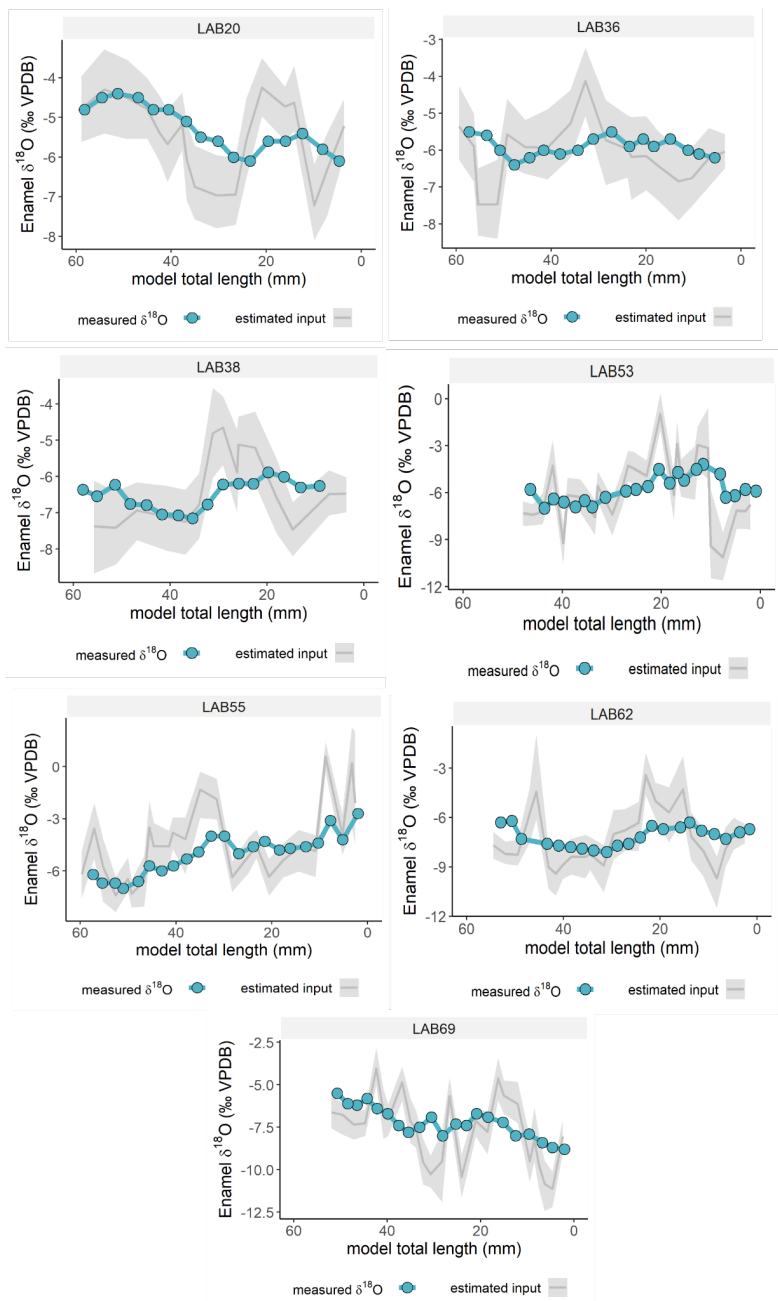 LAB20
Enamel δ18O (‰ VPDB)
-4
-5
-6
-7
-8
60 40 20 0
model total length (mm)
measured δ18O estimated input
LAB36
Enamel δ18O (‰ VPDB)
-3
-4
-5
-6
-7
-8
60 40 20 0
model total length (mm)
measured δ18O estimated input
LAB38
Enamel δ18O (‰ VPDB)
-4
-5
-6
-7
-8
60 40 20 0
model total length (mm)
measured δ18O estimated input
LAB53
Enamel δ18O (‰ VPDB)
0
-3
-6
-9
-12
60 40 20 0
model total length (mm)
measured δ18O estimated input
LAB55
Enamel δ18O (‰ VPDB)
0
-3
-6
60 40 20 0
model total length (mm)
measured δ18O estimated input
LAB62
Enamel δ18O (‰ VPDB)
-3
-6
-9
-12
60 40 20 0
model total length (mm)
measured δ18O estimated input
LAB69
Enamel δ18O (‰ VPDB)
-2.5
-5.0
-7.5
-10.0
-12.5
60 40 20 0
model total length (mm)
measured δ18O estimated input